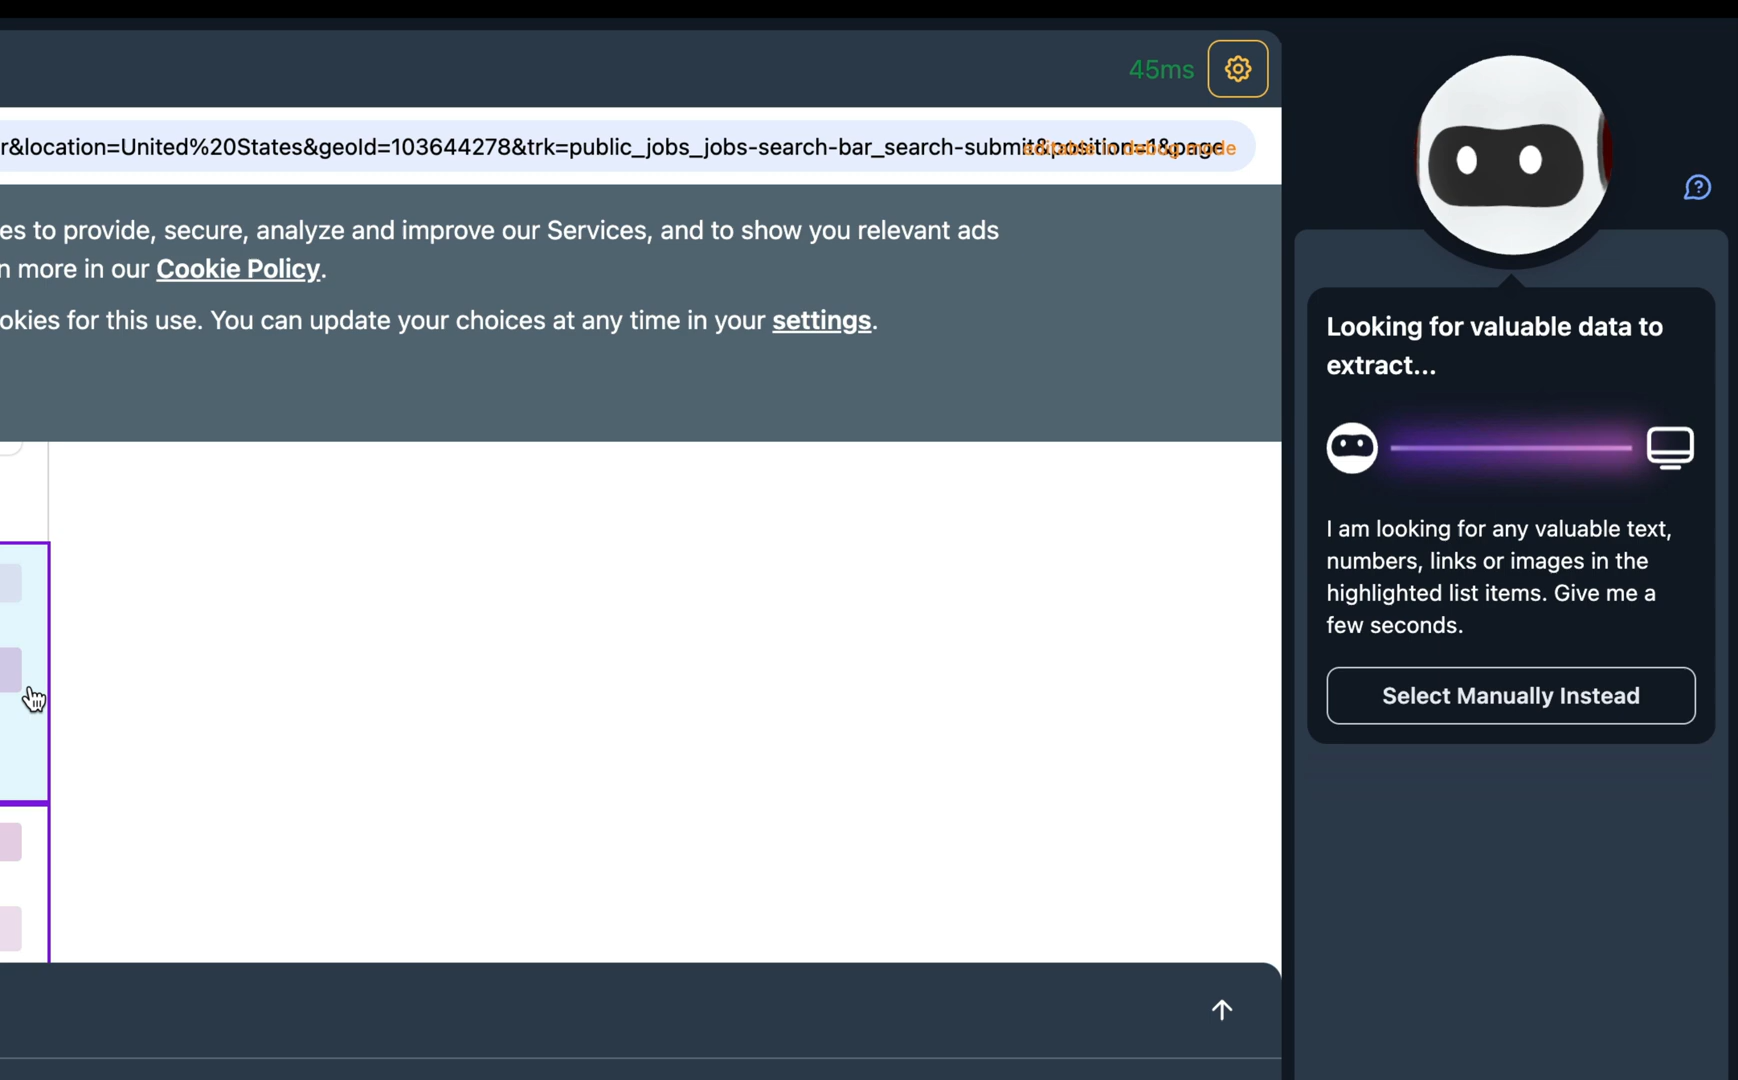 45ms
r&location=United%20States&geoId=103644278&trk=public_jobs_jobs-search-bar_search-submit&position=1&page
editable in debug mode
es to provide, secure, analyze and improve our Services, and to show you relevant ads
n more in our Cookie Policy.
okies for this use. You can update your choices at any time in your settings.
Looking for valuable data to
extract...
I am looking for any valuable text,
numbers, links or images in the
highlighted list items. Give me a
few seconds.
Select Manually Instead